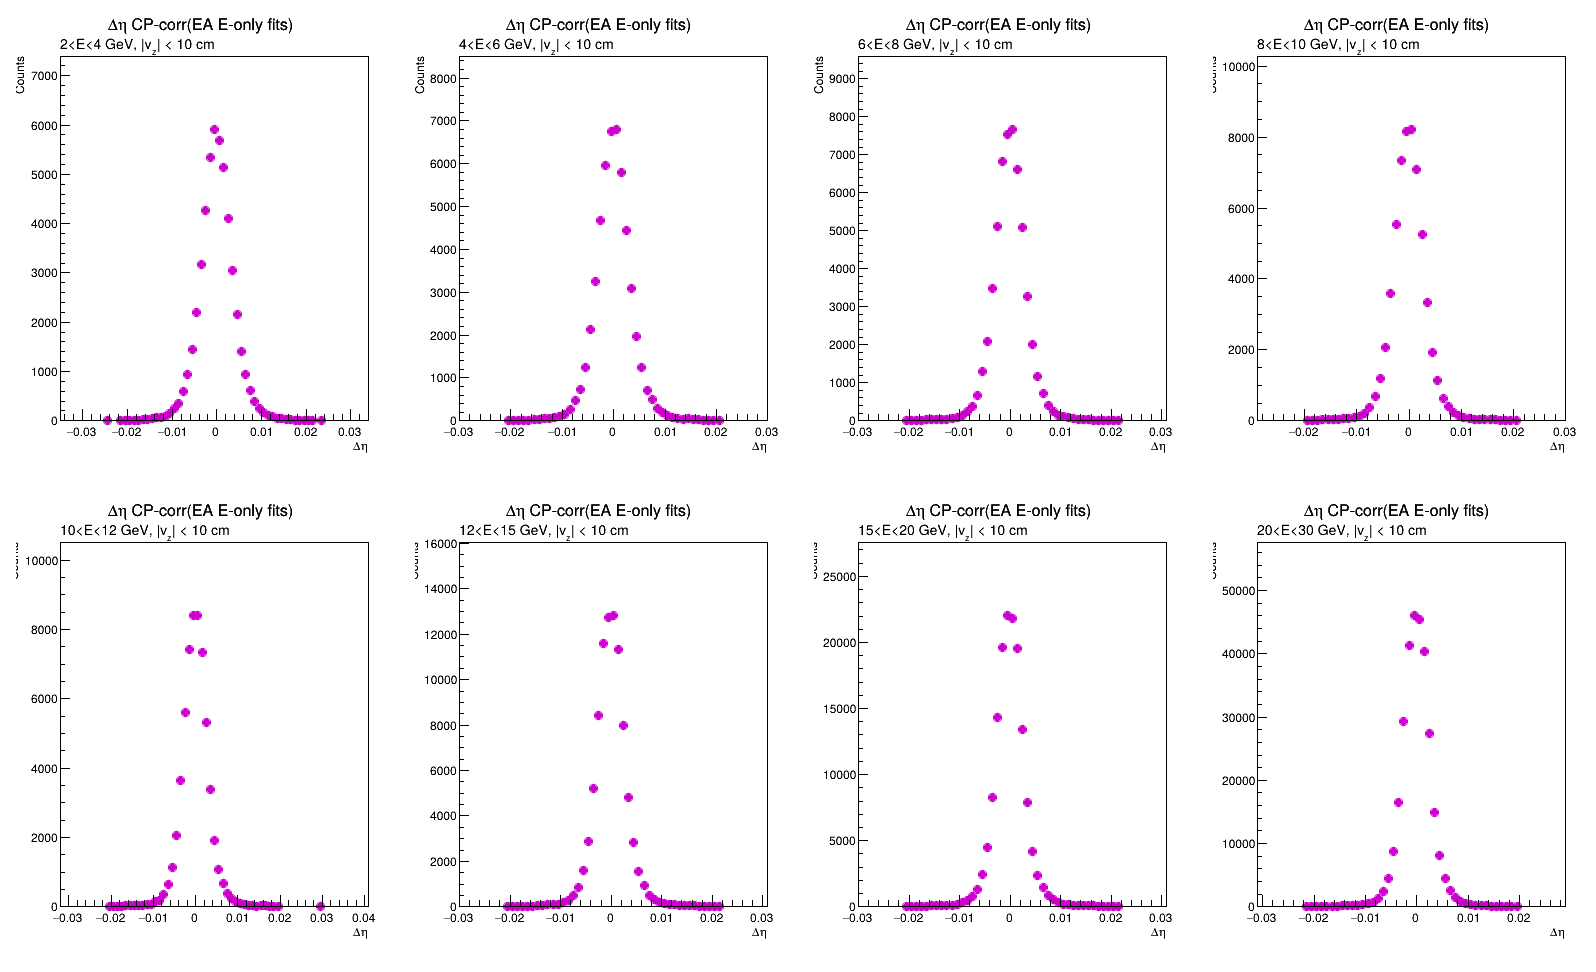 Δη CP-corr(EA E-only fits)
2<E<4 GeV, |v_z| < 10 cm
Counts
7000
6000
5000
4000
3000
2000
1000
0
−0.03 −0.02 −0.01 0 0.01 0.02 0.03
Δη
Δη CP-corr(EA E-only fits)
4<E<6 GeV, |v_z| < 10 cm
Counts
8000
7000
6000
5000
4000
3000
2000
1000
0
−0.03 −0.02 −0.01 0 0.01 0.02 0.03
Δη
Δη CP-corr(EA E-only fits)
6<E<8 GeV, |v_z| < 10 cm
Counts
9000
8000
7000
6000
5000
4000
3000
2000
1000
0
−0.03 −0.02 −0.01 0 0.01 0.02 0.03
Δη
Δη CP-corr(EA E-only fits)
8<E<10 GeV, |v_z| < 10 cm
Counts
10000
8000
6000
4000
2000
0
−0.02 −0.01 0 0.01 0.02 0.03
Δη
Δη CP-corr(EA E-only fits)
10<E<12 GeV, |v_z| < 10 cm
Counts
10000
8000
6000
4000
2000
0
−0.03 −0.02 −0.01 0 0.01 0.02 0.03 0.04
Δη
Δη CP-corr(EA E-only fits)
12<E<15 GeV, |v_z| < 10 cm
Counts
16000
14000
12000
10000
8000
6000
4000
2000
0
−0.03 −0.02 −0.01 0 0.01 0.02 0.03
Δη
Δη CP-corr(EA E-only fits)
15<E<20 GeV, |v_z| < 10 cm
Counts
25000
20000
15000
10000
5000
0
−0.03 −0.02 −0.01 0 0.01 0.02 0.03
Δη
Δη CP-corr(EA E-only fits)
20<E<30 GeV, |v_z| < 10 cm
Counts
50000
40000
30000
20000
10000
0
−0.03 −0.02 −0.01 0 0.01 0.02
Δη